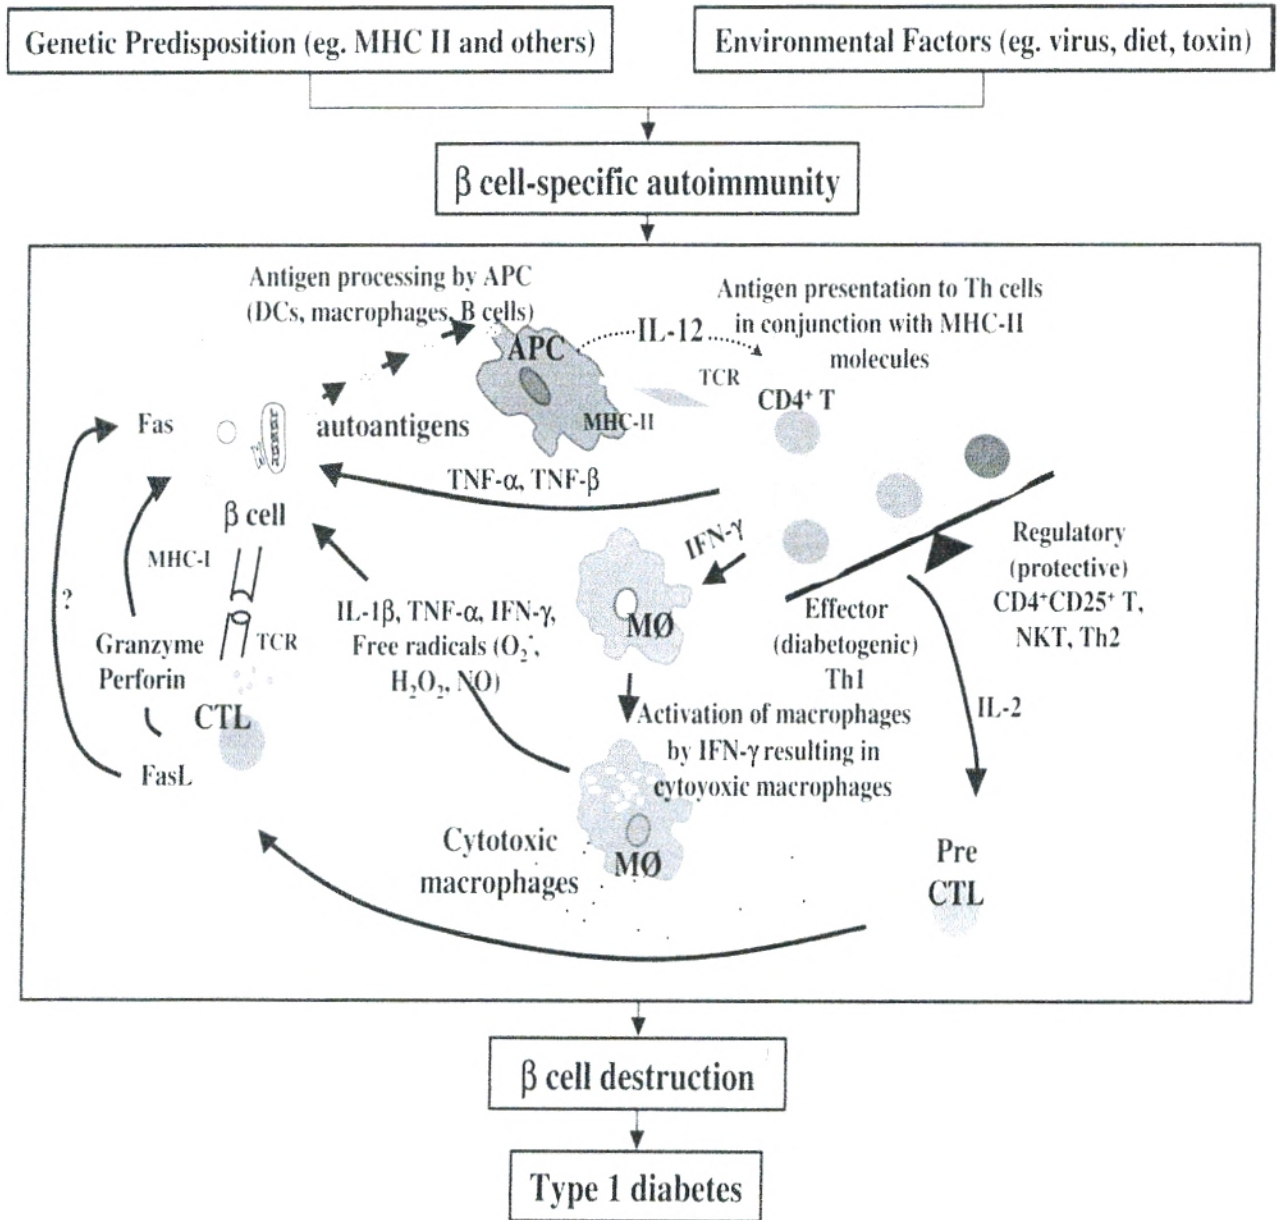 Genetic Predisposition (eg. MHC II and others)
Environmental Factors (eg. virus, diet, toxin)
β cell-specific autoimmunity
Antigen processing by APC
(DCs, macrophages, B cells)
Antigen presentation to Th cells
in conjunction with MHC-II
molecules
IL-12
APC
TCR
CD4⁺ T
MHC-II
Fas
autoantigens
TNF-α, TNF-β
β cell
IFN-γ
Regulatory
(protective)
CD4⁺CD25⁺ T,
NKT, Th2
MHC-I
?
IL-1β, TNF-α, IFN-γ,
Free radicals (O₂⁻,
H₂O₂, NO)
MØ
Effector
(diabetogenic)
Th1
Granzyme
Perforin
TCR
CTL
FasL
IL-2
Activation of macrophages
by IFN-γ resulting in
cytoyoxic macrophages
Cytotoxic
macrophages
MØ
Pre
CTL
β cell destruction
Type 1 diabetes